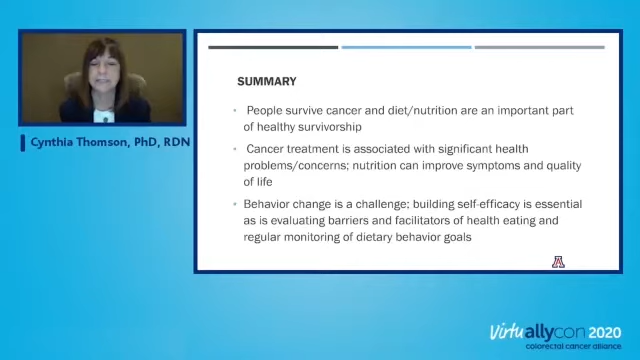 Cynthia Thomson, PhD, RDN
SUMMARY
• People survive cancer and diet/nutrition are an important part
of healthy survivorship
• Cancer treatment is associated with significant health
problems/concerns; nutrition can improve symptoms and quality
of life
• Behavior change is a challenge; building self-efficacy is essential
as is evaluating barriers and facilitators of health eating and
regular monitoring of dietary behavior goals
A
Virtuallycon 2020
colorectal cancer alliance